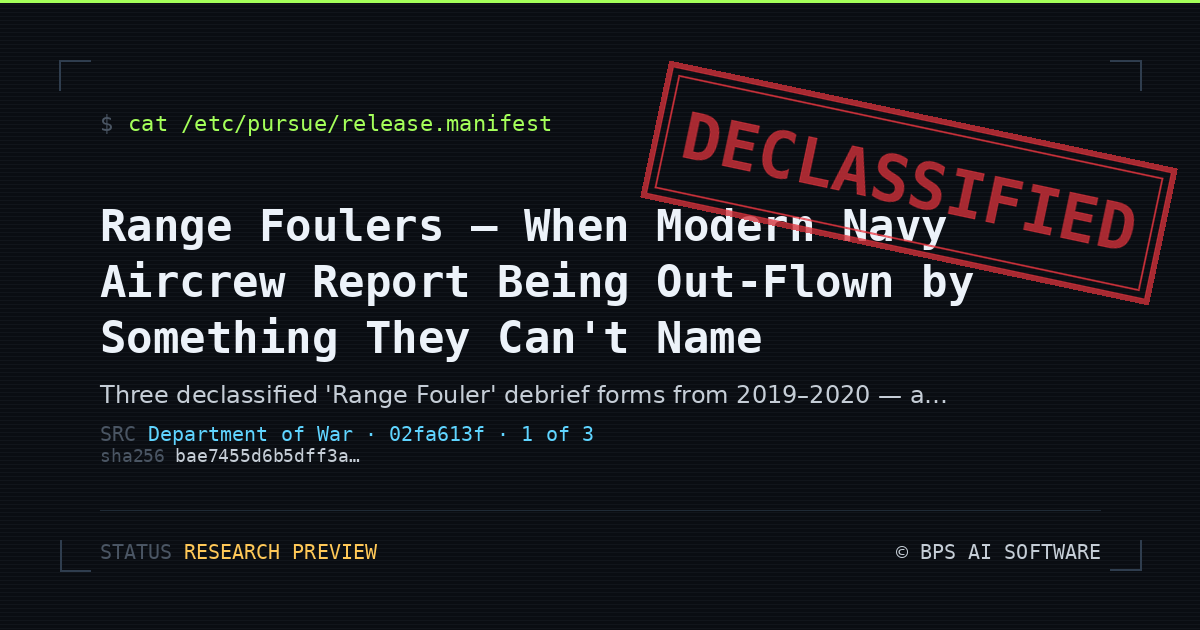 $ cat /etc/pursue/release.manifest
DECLASSIFIED
Range Foulers — When Modern Navy
Aircrew Report Being Out-Flown by
Something They Can't Name
Three declassified 'Range Fouler' debrief forms from 2019–2020 — a…
SRC Department of War · 02fa613f · 1 of 3
sha256 bae7455d6b5dff3a…
STATUS RESEARCH PREVIEW
© BPS AI SOFTWARE